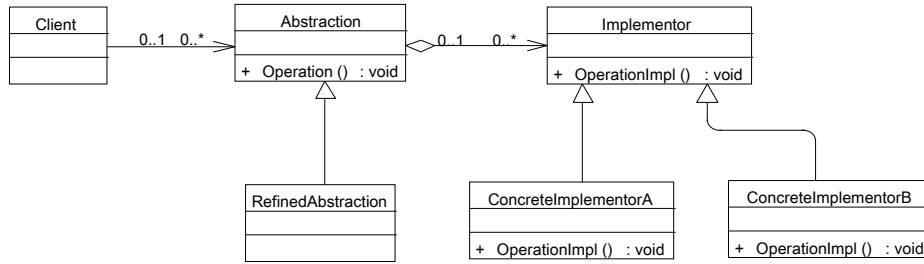 Client
Abstraction
Implementor
0..1 0..*
0..1 0..*
+ Operation () : void
+ OperationImpl () : void
RefinedAbstraction
ConcreteImplementorA
ConcreteImplementorB
+ OperationImpl () : void
+ OperationImpl () : void